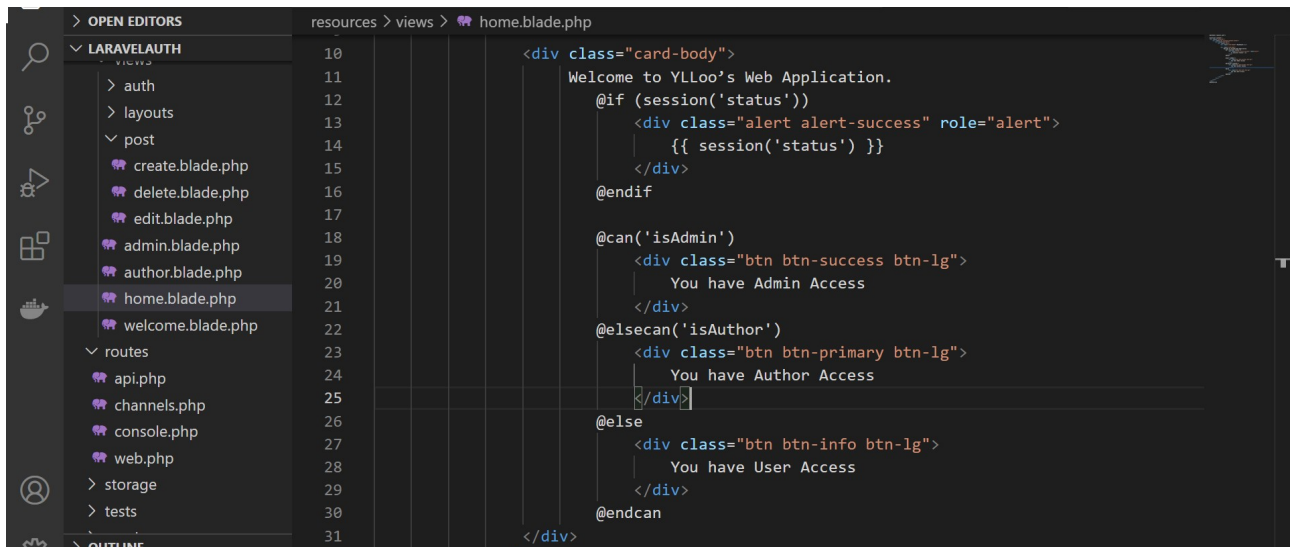 OPEN EDITORS
LARAVELAUTH
views
auth
layouts
post
create.blade.php
delete.blade.php
edit.blade.php
admin.blade.php
author.blade.php
home.blade.php
welcome.blade.php
routes
api.php
channels.php
console.php
web.php
storage
tests
OUTLINE
resources > views > home.blade.php
10 <div class="card-body">
11 Welcome to YLLoo’s Web Application.
12 @if (session('status'))
13 <div class="alert alert-success" role="alert">
14 {{ session('status') }}
15 </div>
16 @endif
17
18 @can('isAdmin')
19 <div class="btn btn-success btn-lg">
20 You have Admin Access
21 </div>
22 @elsecan('isAuthor')
23 <div class="btn btn-primary btn-lg">
24 You have Author Access
25 </div>
26 @else
27 <div class="btn btn-info btn-lg">
28 You have User Access
29 </div>
30 @endcan
31 </div>